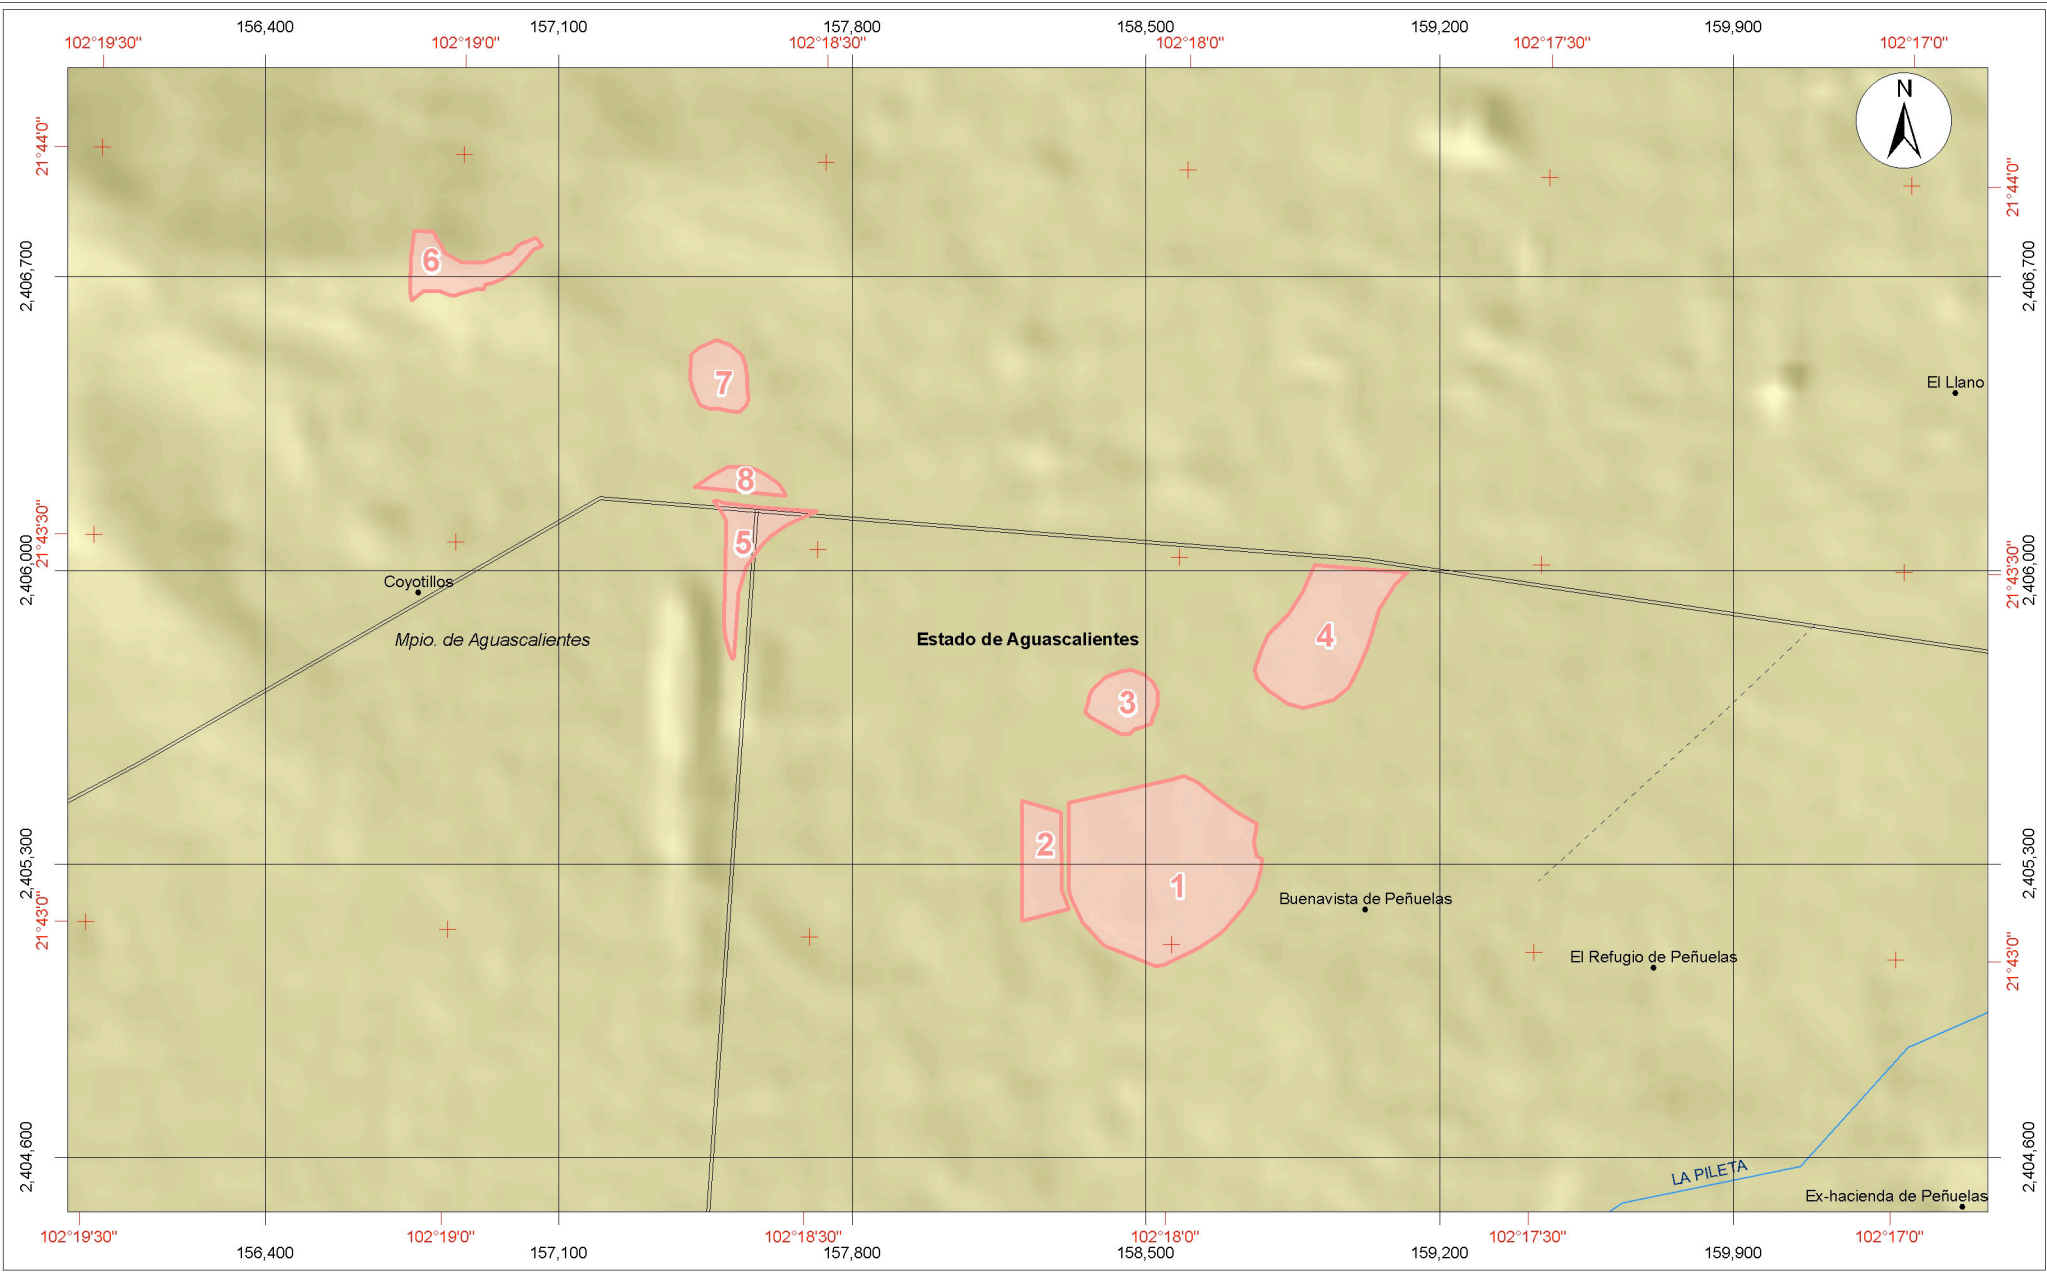 156,400 157,100 157,800 158,500 159,200 159,900
102°19'30" 102°19'0" 102°18'30" 102°18'0" 102°17'30" 102°17'0"
N
21°44'0"
21°44'0"
6
2,406,700
2,406,700
7
El Llano
8
21°43'30"
5
2,406,000
2,406,000
21°43'30"
Coyotillos
4
Mpio. de Aguascalientes
Estado de Aguascalientes
3
2
2,405,300
2,405,300
1
Buenavista de Peñuelas
21°43'0"
El Refugio de Peñuelas
21°43'0"
2,404,600
2,404,600
LA PILETA
Ex-hacienda de Peñuelas
102°19'30" 102°19'0" 102°18'30" 102°18'0" 102°17'30" 102°17'0"
156,400 157,100 157,800 158,500 159,200 159,900